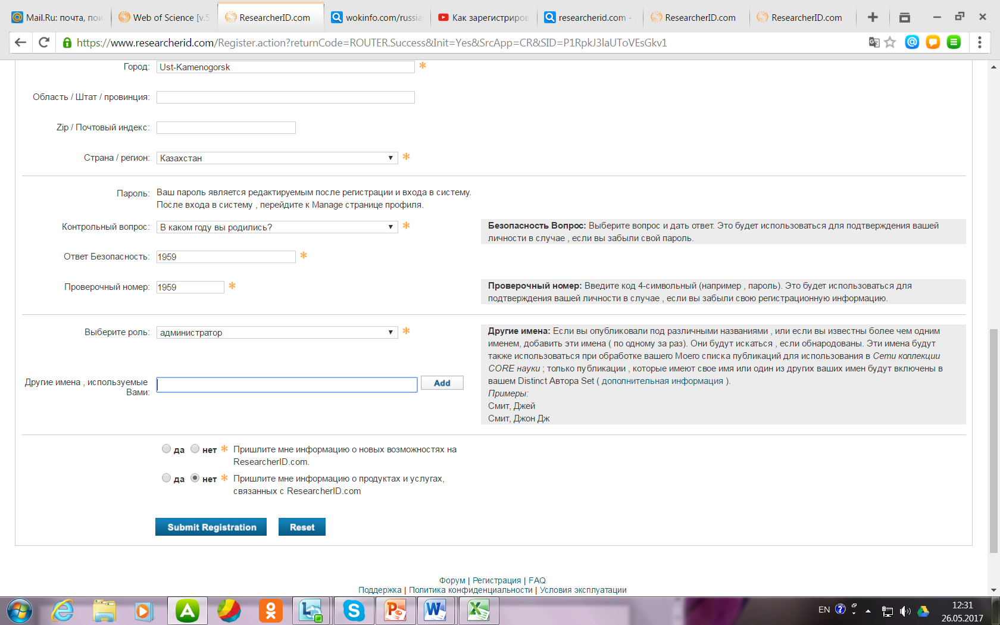 Mail.Ru: почта, пои
Web of Science [v.5
ResearcherID.com
wokinfo.com/russia
Как зарегистриров
researcherid.com -
ResearcherID.com
ResearcherID.com
https://www.researcherid.com/Register.action?returnCode=ROUTER.Success&Init=Yes&SrcApp=CR&SID=P1RpkJ3laUToVEsGkv1
Город: Ust-Kamenogorsk *
Область / Штат / провинция:
Zip / Почтовый индекс:
Страна / регион: Казахстан *
Пароль: Ваш пароль является редактируемым после регистрации и входа в систему.
После входа в систему , перейдите к Manage странице профиля.
Контрольный вопрос: В каком году вы родились? *
Безопасность Вопрос: Выберите вопрос и дать ответ. Это будет использоваться для подтверждения вашей
личности в случае , если вы забыли свой пароль.
Ответ Безопасность: 1959 *
Проверочный номер: 1959 *
Проверочный номер: Введите код 4-символьный (например , пароль). Это будет использоваться для
подтверждения вашей личности в случае , если вы забыли свою регистрационную информацию.
Выберите роль: администратор *
Другие имена , используемые
Вами:
Add
Другие имена: Если вы опубликовали под различными названиями , или если вы известны более чем одним
именем, добавить эти имена ( по одному за раз). Они будут искаться , если обнародованы. Эти имена будут
также использоваться при обработке вашего Моего списка публикаций для использования в Сети коллекции
CORE науки ; только публикации , которые имеют свое имя или один из других ваших имен будут включены в
вашем Distinct Автора Set ( дополнительная информация ).
Примеры:
Смит, Джей
Смит, Джон Дж
да нет * Пришлите мне информацию о новых возможностях на
ResearcherID.com.
да нет * Пришлите мне информацию о продуктах и услугах,
связанных с ResearcherID.com
Submit Registration
Reset
Форум | Регистрация | FAQ
Поддержка | Политика конфиденциальности | Условия эксплуатации
EN
12:31
26.05.2017